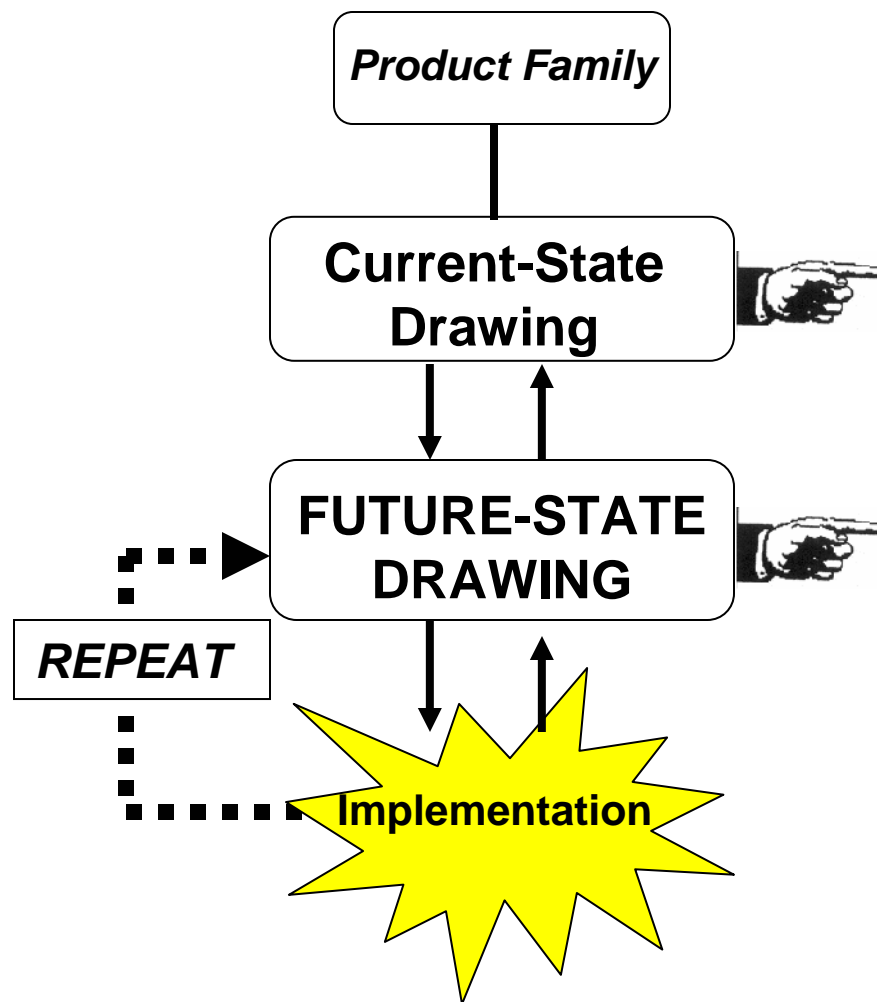 Product Family
Current-State
Drawing
FUTURE-STATE
DRAWING
REPEAT
Implementation